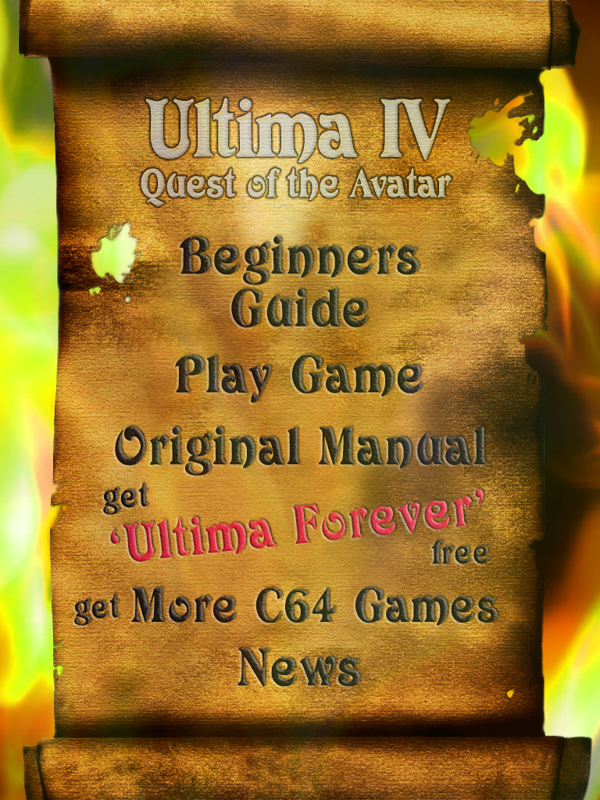 Ultima IV
Quest of the Avatar
Beginners
Guide
Play Game
Original Manual
get
‘Ultima Forever’
free
get More C64 Games
News